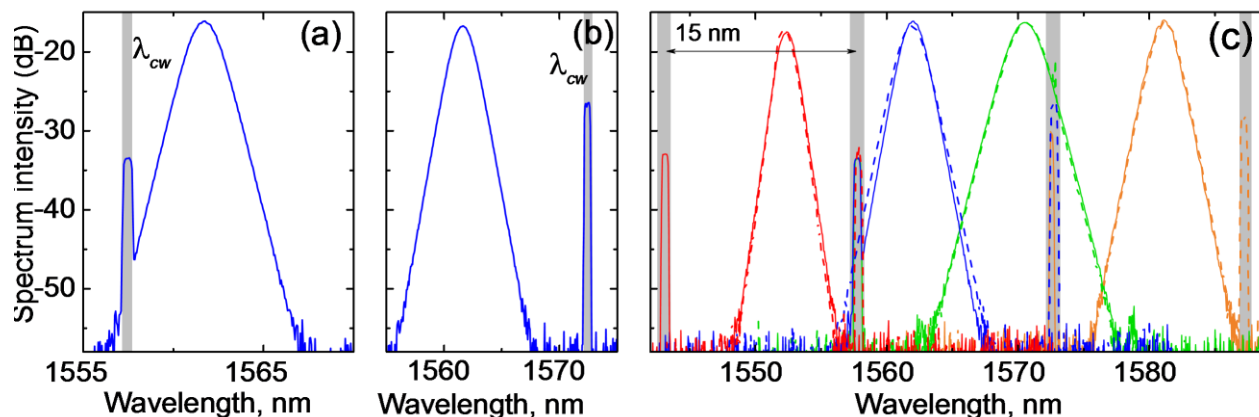 (a)
(b)
(c)
λcw
λcw
15 nm
Spectrum intensity (dB)
-20
-30
-40
-50
1555
1565
1560
1570
1550
1560
1570
1580
Wavelength, nm
Wavelength, nm
Wavelength, nm